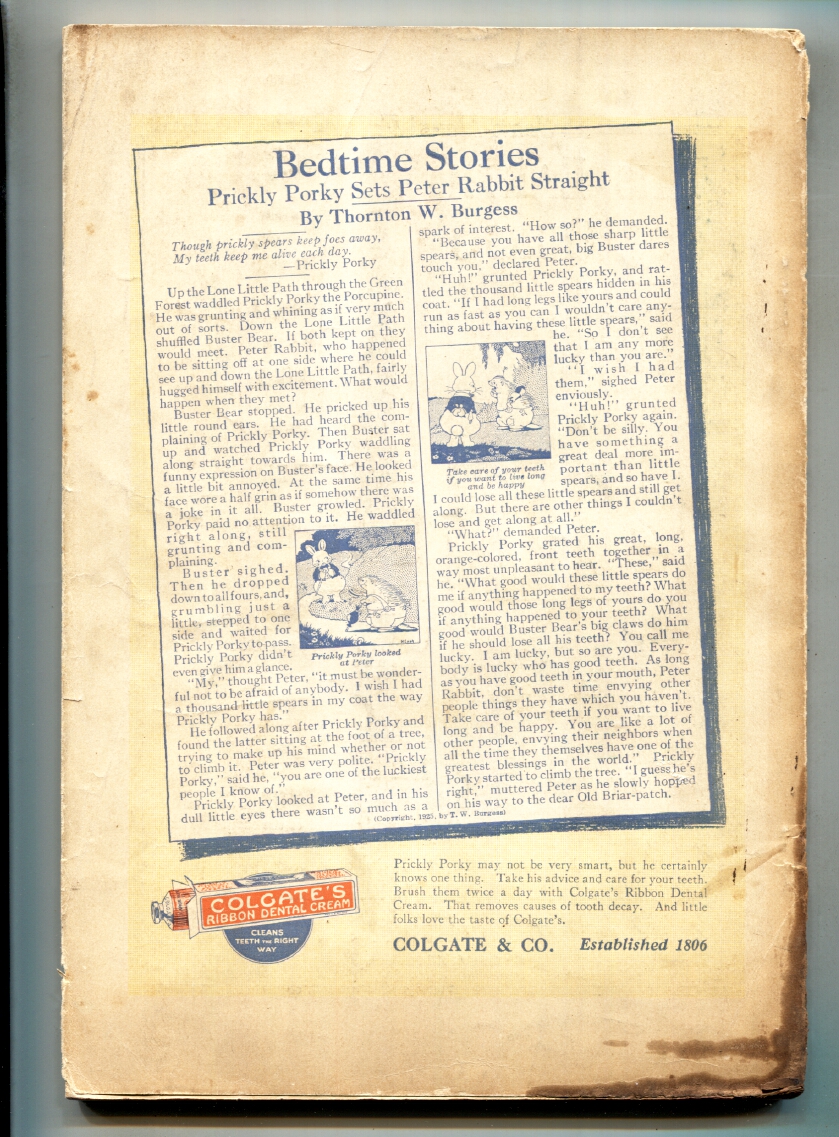 Bedtime Stories
Prickly Porky Sets Peter Rabbit Straight
By Thornton W. Burgess
Though prickly spears keep foes away,
My teeth keep me alive each day.
—Prickly Porky
Up the Lone Little Path through the Green
Forest waddled Prickly Porky the Porcupine.
He was grunting and whining as if very much
out of sorts. Down the Lone Little Path
shuffled Buster Bear. If both kept on they
would meet. Peter Rabbit, who happened
to be sitting off at one side where he could
see up and down the Lone Little Path, fairly
hugged himself with excitement. What would
happen when they met?
Buster Bear stopped. He pricked up his
little round ears. He had heard the com-
plaining of Prickly Porky. Then Buster sat
up and watched Prickly Porky waddling
along straight towards him. There was a
funny expression on Buster's face. He looked
a little bit annoyed. At the same time his
face wore a half grin as if somehow there was
a joke in it all. Buster growled. Prickly
Porky paid no attention to it. He waddled
right along, still
grunting and com-
plaining.
Buster sighed.
Then he dropped
down to all fours, and,
grumbling just a
little, stepped to one
side and waited for
Prickly Porky to pass.
Prickly Porky didn't
even give him a glance.
Prickly Porky looked
at Peter
"My," thought Peter, "it must be wonder-
ful not to be afraid of anybody. I wish I had
a thousand little spears in my coat the way
Prickly Porky has."
He followed along after Prickly Porky and
found the latter sitting at the foot of a tree,
trying to make up his mind whether or not
to climb it. Peter was very polite. "Prickly
Porky," said he, "you are one of the luckiest
people I know of."
Prickly Porky looked at Peter, and in his
dull little eyes there wasn't so much as a
spark of interest. "How so?" he demanded.
"Because you have all those sharp little
spears, and not even great, big Buster dares
touch you," declared Peter.
"Huh!" grunted Prickly Porky, and rat-
tled the thousand little spears hidden in his
coat. "If I had long legs like yours and could
run as fast as you can I wouldn't care any-
thing about having these little spears," said
he. "So I don't see
that I am any more
lucky than you are."
"I wish I had
them," sighed Peter
enviously.
"Huh!" grunted
Prickly Porky again.
"Don't be silly. You
have something a
great deal more im-
portant than little
spears, and so have I.
Take care of your teeth
if you want to live long
and be happy
I could lose all these little spears and still get
along. But there are other things I couldn't
lose and get along at all."
"What?" demanded Peter.
Prickly Porky grated his great, long,
orange-colored, front teeth together in a
way most unpleasant to hear. "These," said
he. "What good would these little spears do
me if anything happened to my teeth? What
good would those long legs of yours do you
if anything happened to your teeth? What
good would Buster Bear's big claws do him
if he should lose all his teeth? You call me
lucky. I am lucky, but so are you. Every-
body is lucky who has good teeth. As long
as you have good teeth in your mouth, Peter
Rabbit, don't waste time envying other
people things they have which you haven't.
Take care of your teeth if you want to live
long and be happy. You are like a lot of
other people, envying their neighbors when
all the time they themselves have one of the
greatest blessings in the world." Prickly
Porky started to climb the tree. "I guess he's
right," muttered Peter as he slowly hopped
on his way to the dear Old Briar-patch.
(Copyright, 1925, by T. W. Burgess)
COLGATE'S
RIBBON DENTAL CREAM
CLEANS
TEETH THE RIGHT
WAY
Prickly Porky may not be very smart, but he certainly
knows one thing. Take his advice and care for your teeth.
Brush them twice a day with Colgate's Ribbon Dental
Cream. That removes causes of tooth decay. And little
folks love the taste of Colgate's.
COLGATE & CO. Established 1806